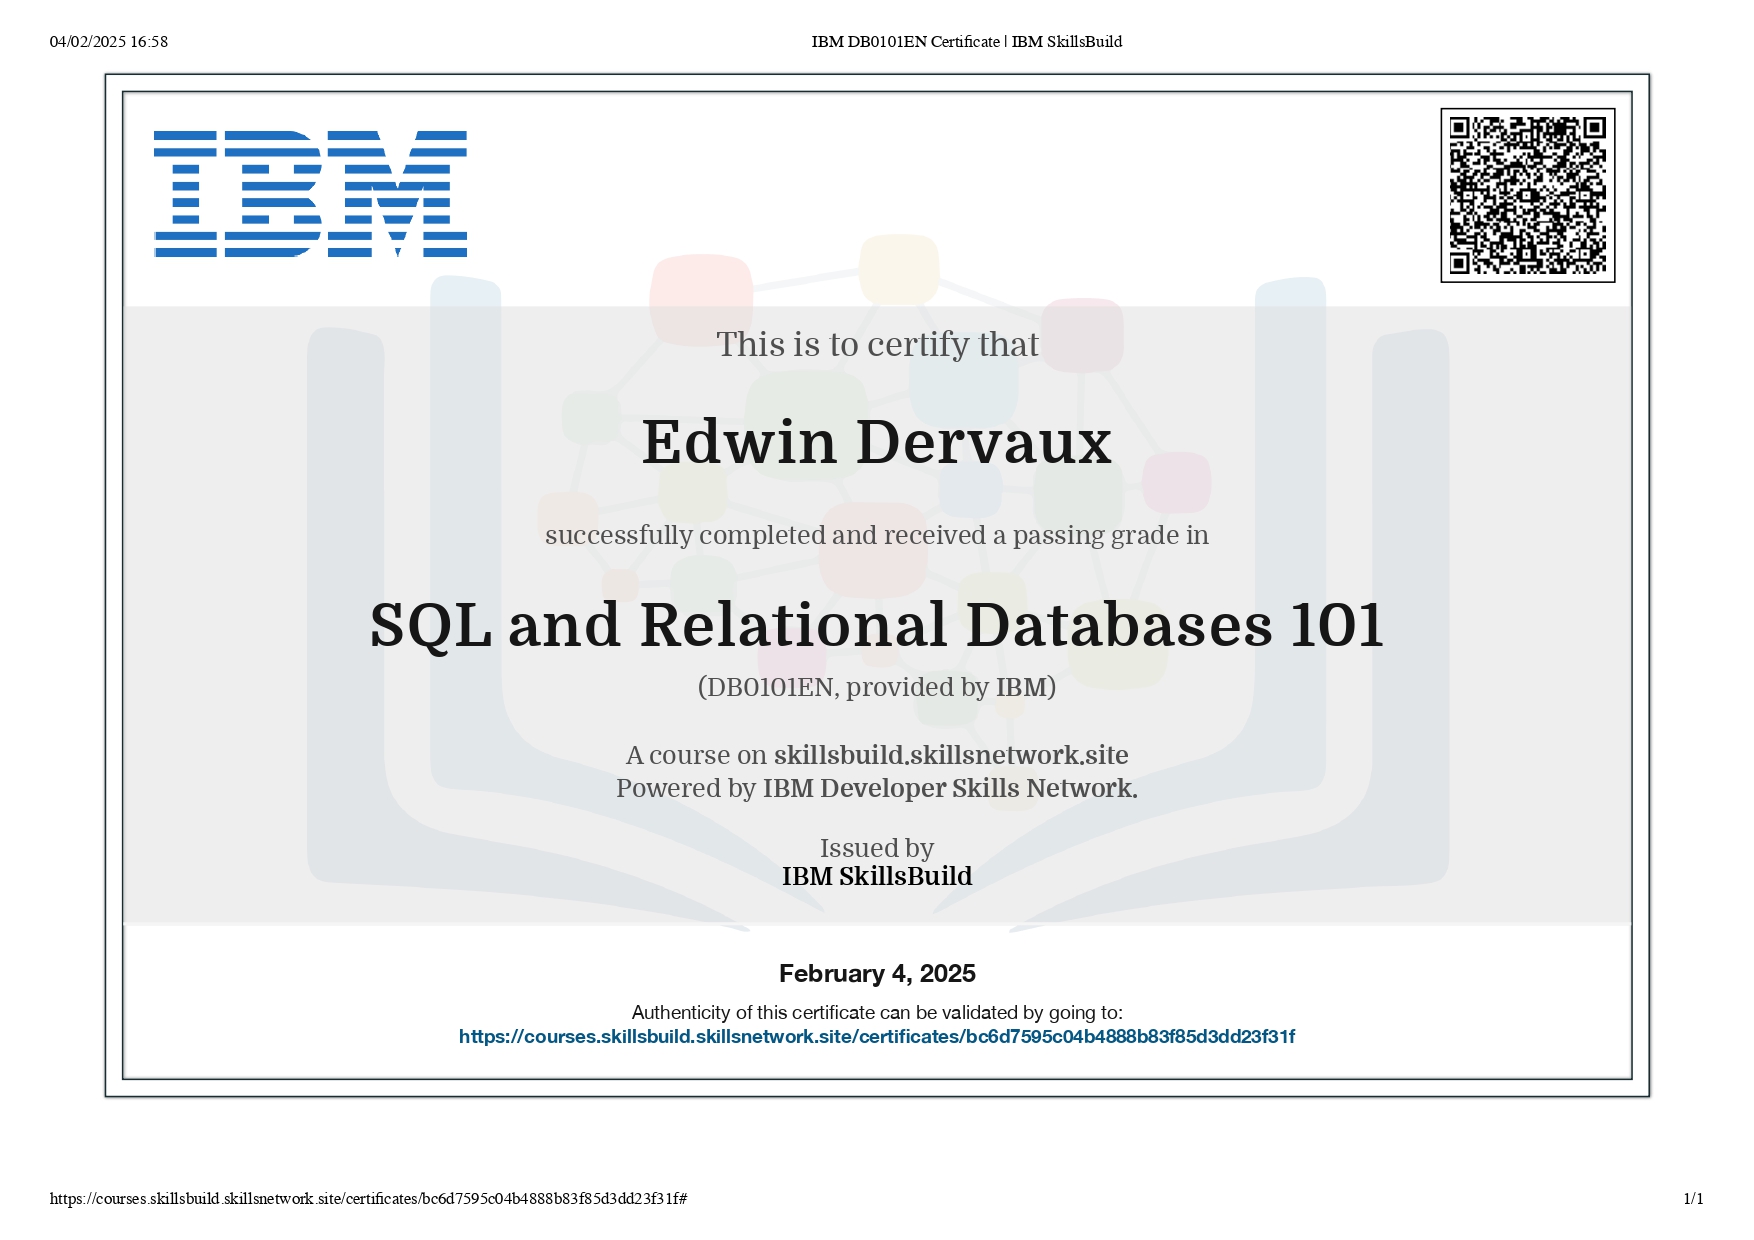 04/02/2025 16:58
IBM DB0101EN Certificate | IBM SkillsBuild
IBM
This is to certify that
Edwin Dervaux
successfully completed and received a passing grade in
SQL and Relational Databases 101
(DB0101EN, provided by IBM)
A course on skillsbuild.skillsnetwork.site
Powered by IBM Developer Skills Network.
Issued by
IBM SkillsBuild
February 4, 2025
Authenticity of this certificate can be validated by going to:
https://courses.skillsbuild.skillsnetwork.site/certificates/bc6d7595c04b4888b83f85d3dd23f31f
https://courses.skillsbuild.skillsnetwork.site/certificates/bc6d7595c04b4888b83f85d3dd23f31f#
1/1